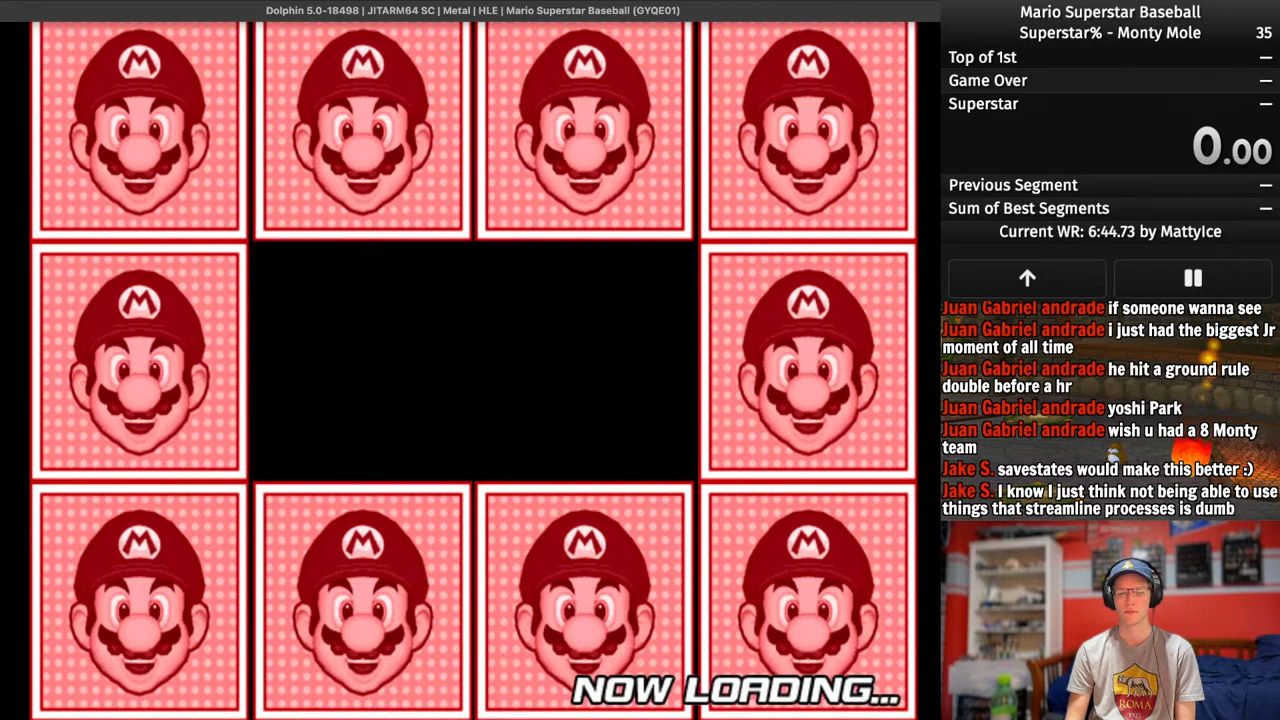 Dolphin 5.0-18498 | JITARM64 SC | Metal | HLE | Mario Superstar Baseball (GYQE01)
M M M M
M M
M M M M
NOW LOADING...
Mario Superstar Baseball
Superstar% - Monty Mole 35
Top of 1st —
Game Over —
Superstar —
0.00
Previous Segment —
Sum of Best Segments —
Current WR: 6:44.73 by MattyIce
Juan Gabriel andrade if someone wanna see
Juan Gabriel andrade i just had the biggest Jr
moment of all time
Juan Gabriel andrade he hit a ground rule
double before a hr
Juan Gabriel andrade yoshi Park
Juan Gabriel andrade wish u had a 8 Monty
team
Jake S. savestates would make this better :)
Jake S. I know I just think not being able to use
things that streamline processes is dumb
ROMA
1927